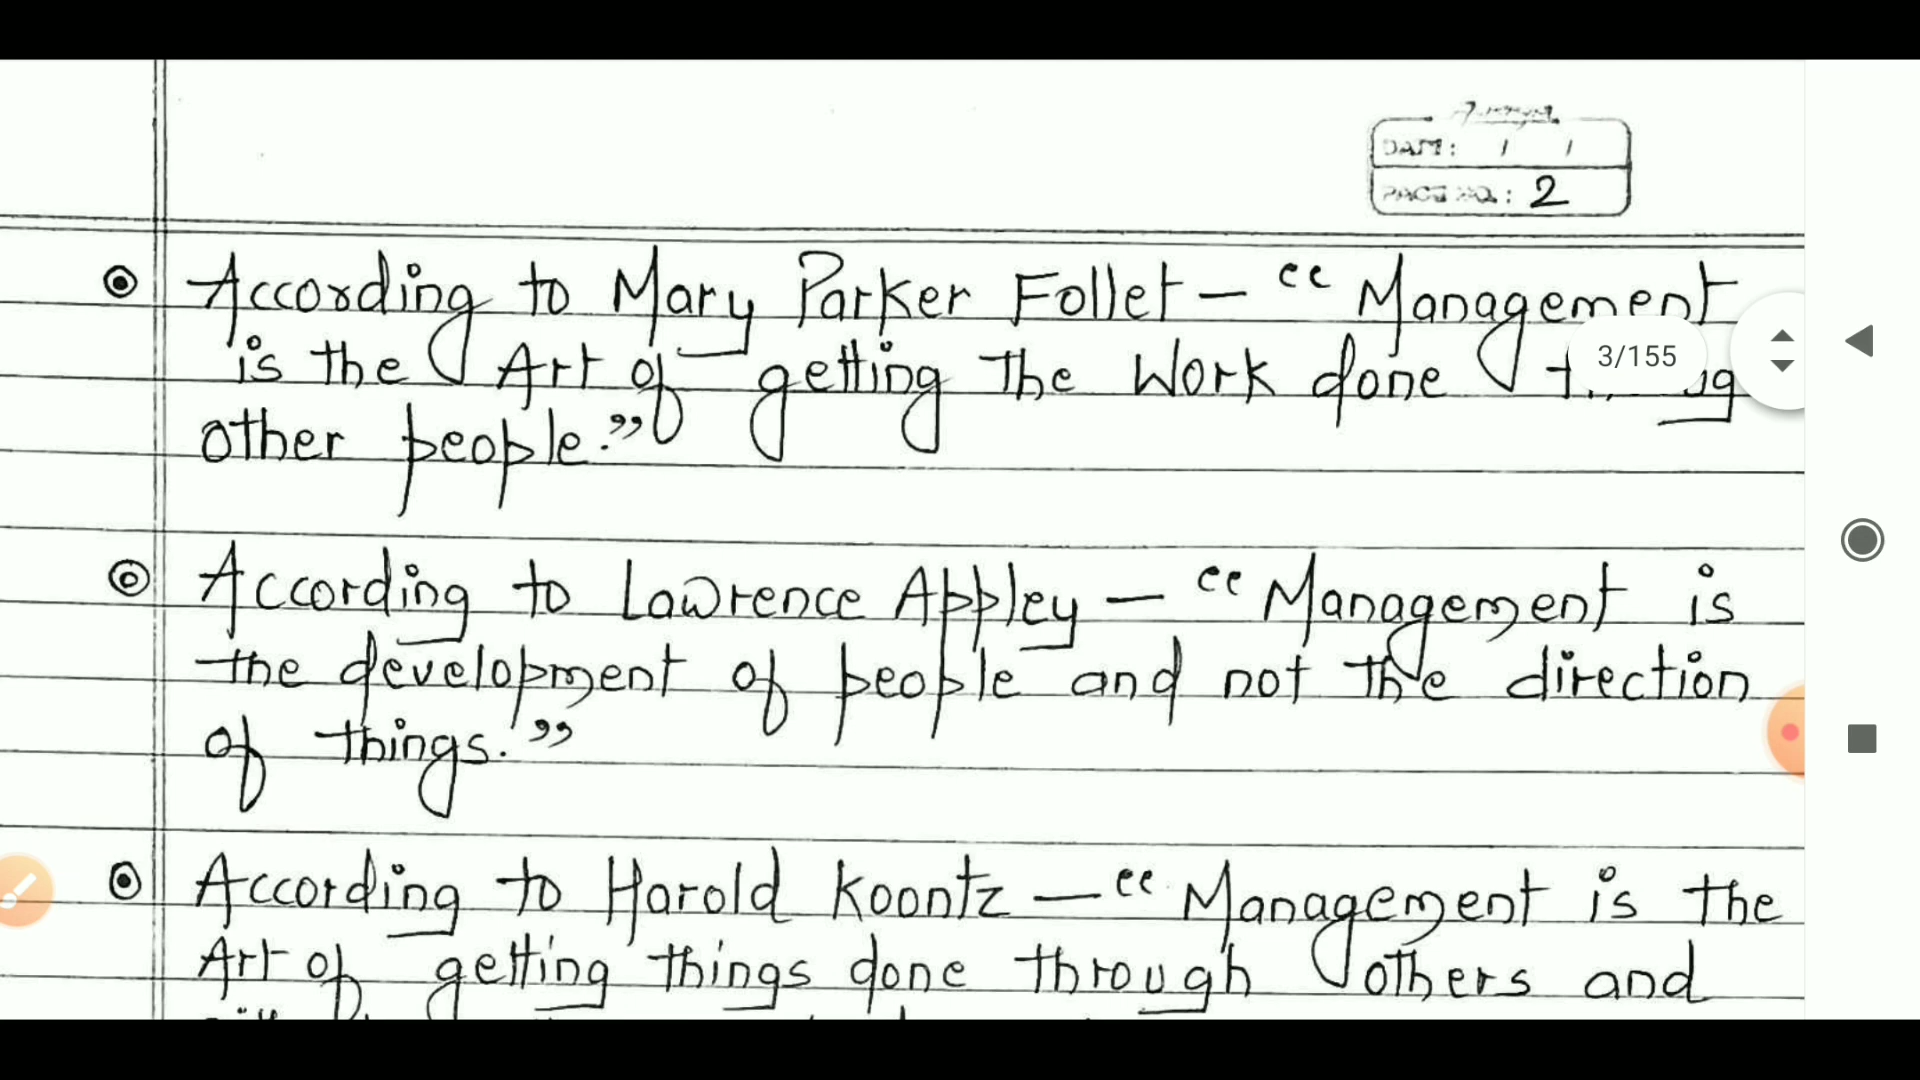 DATE: / /
PAGE NO.: 2
According to Mary Parker Follet - “ Management
is the Art of getting the Work done
3/155
other people.”
According to Lawrence Appley - “ Management is
the development of people and not the direction
of things.”
According to Harold Koontz - “ Management is the
Art of getting things done through others and